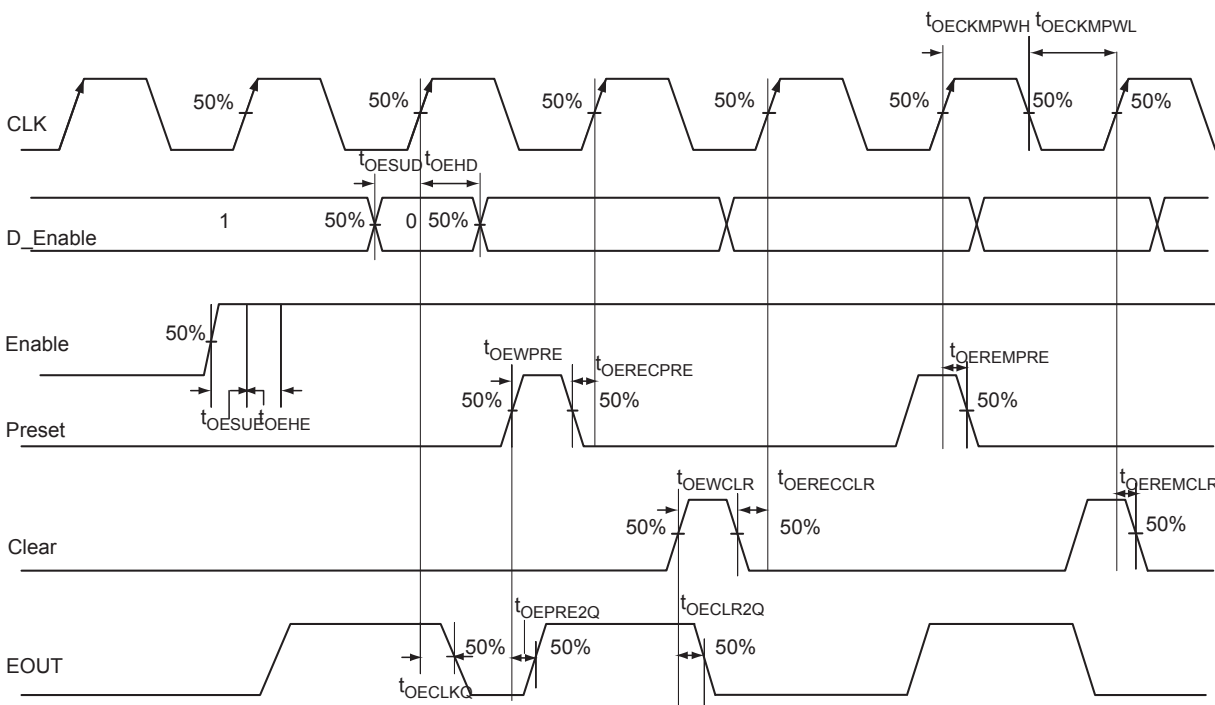 tOECKMPWH tOECKMPWL
50% 50% 50% 50% 50% 50% 50%
CLK
tOESUD tOEHD
1 50% 0 50%
D_Enable
50%
Enable
tOESUE tOEHE
tOEWPRE tOERECPRE tOEREMPRE
50% 50% 50%
Preset
tOEWCLR tOERECCLR tOEREMCLR
50% 50% 50%
Clear
tOEPRE2Q tOECLR2Q
50% 50% 50%
EOUT
tOECLKQ